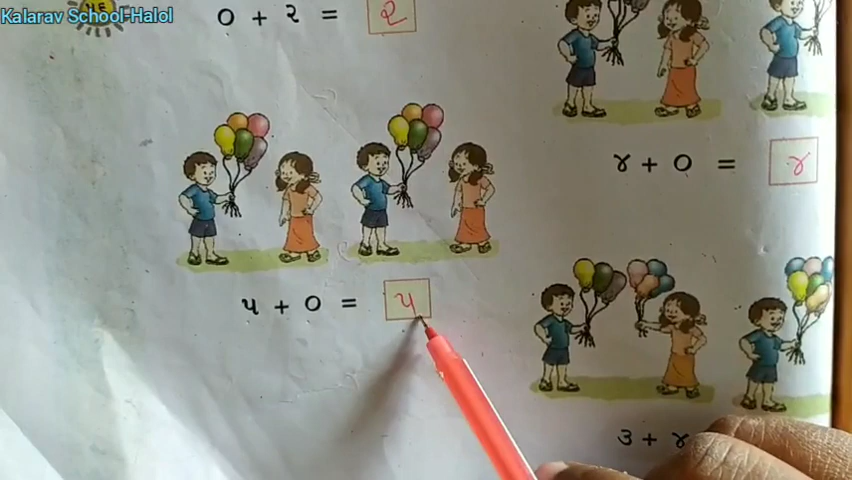 Kalarav School Halol
૦ + ૨ = ૨
૪ + ૦ = ૪
૫ + ૦ = ૫
૩ + ૪